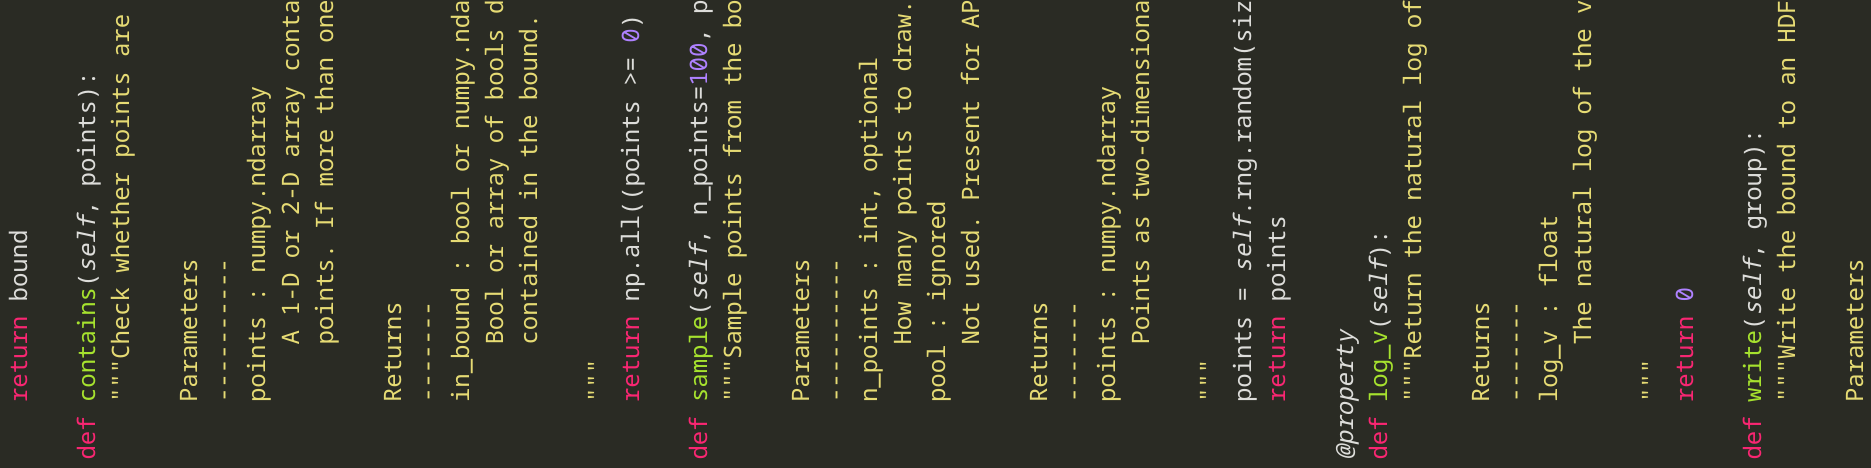 return bound
def contains(self, points):
"""Check whether points are
Parameters
----------
points : numpy.ndarray
A 1-D or 2-D array conta
points. If more than one
Returns
-------
in_bound : bool or numpy.nda
Bool or array of bools d
contained in the bound.
"""
return np.all((points >= 0)
def sample(self, n_points=100, p
"""Sample points from the bo
Parameters
----------
n_points : int, optional
How many points to draw.
pool : ignored
Not used. Present for AP
Returns
-------
points : numpy.ndarray
Points as two-dimensiona
"""
points = self.rng.random(siz
return points
@property
def log_v(self):
"""Return the natural log of
Returns
-------
log_v : float
The natural log of the v
"""
return 0
def write(self, group):
"""Write the bound to an HDF
Parameters